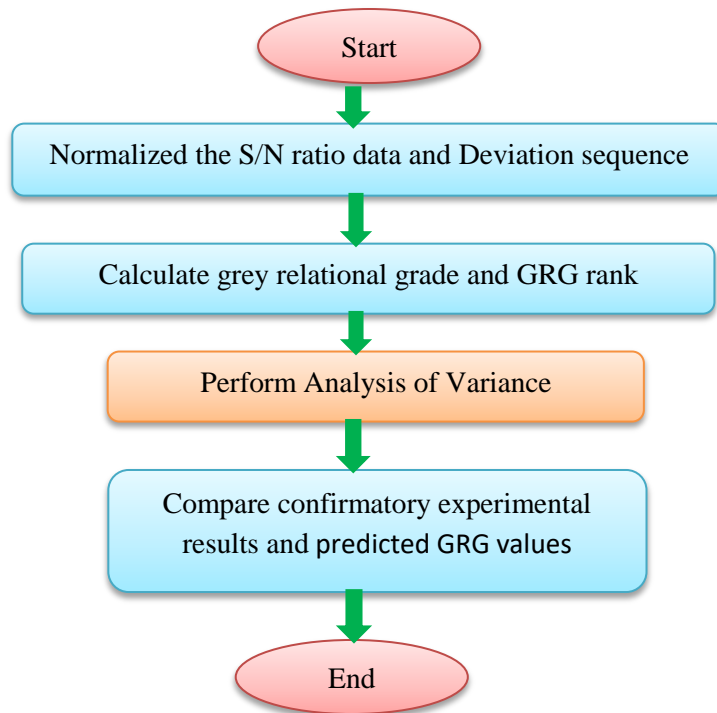 Start
Normalized the S/N ratio data and Deviation sequence
Calculate grey relational grade and GRG rank
Perform Analysis of Variance
Compare confirmatory experimental
results and predicted GRG values
End